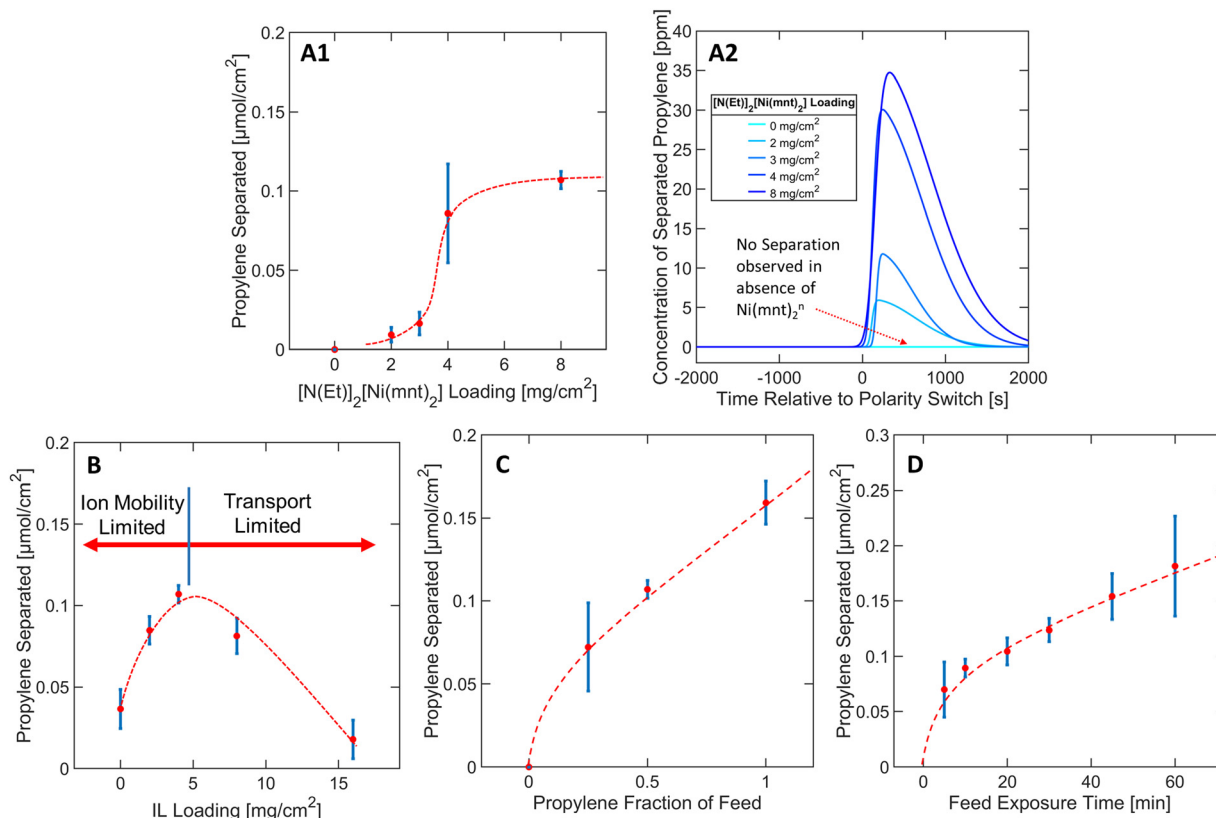 A1
Propylene Separated [µmol/cm²]
0.2
0.15
0.1
0.05
0
0 2 4 6 8
[N(Et)]₂[Ni(mnt)₂] Loading [mg/cm²]
A2
Concentration of Separated Propylene [ppm]
40
35
30
25
20
15
10
5
0
[N(Et)]₂[Ni(mnt)₂] Loading
0 mg/cm²
2 mg/cm²
3 mg/cm²
4 mg/cm²
8 mg/cm²
No Separation
observed in
absence of
Ni(mnt)₂ⁿ
-2000 -1000 0 1000 2000
Time Relative to Polarity Switch [s]
B
Propylene Separated [µmol/cm²]
0.2
0.15
0.1
0.05
0
Ion Mobility
Limited
Transport
Limited
0 5 10 15
IL Loading [mg/cm²]
C
Propylene Separated [µmol/cm²]
0.2
0.15
0.1
0.05
0
0 0.5 1
Propylene Fraction of Feed
D
Propylene Separated [µmol/cm²]
0.3
0.25
0.2
0.15
0.1
0.05
0
0 20 40 60
Feed Exposure Time [min]